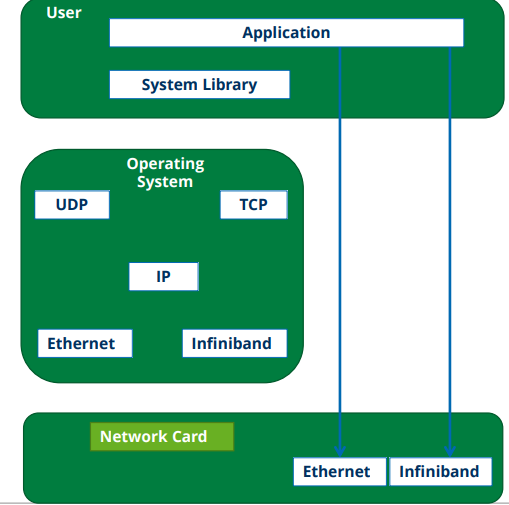 User
Application
System Library
Operating
System
UDP
TCP
IP
Ethernet
Infiniband
Network Card
Ethernet
Infiniband